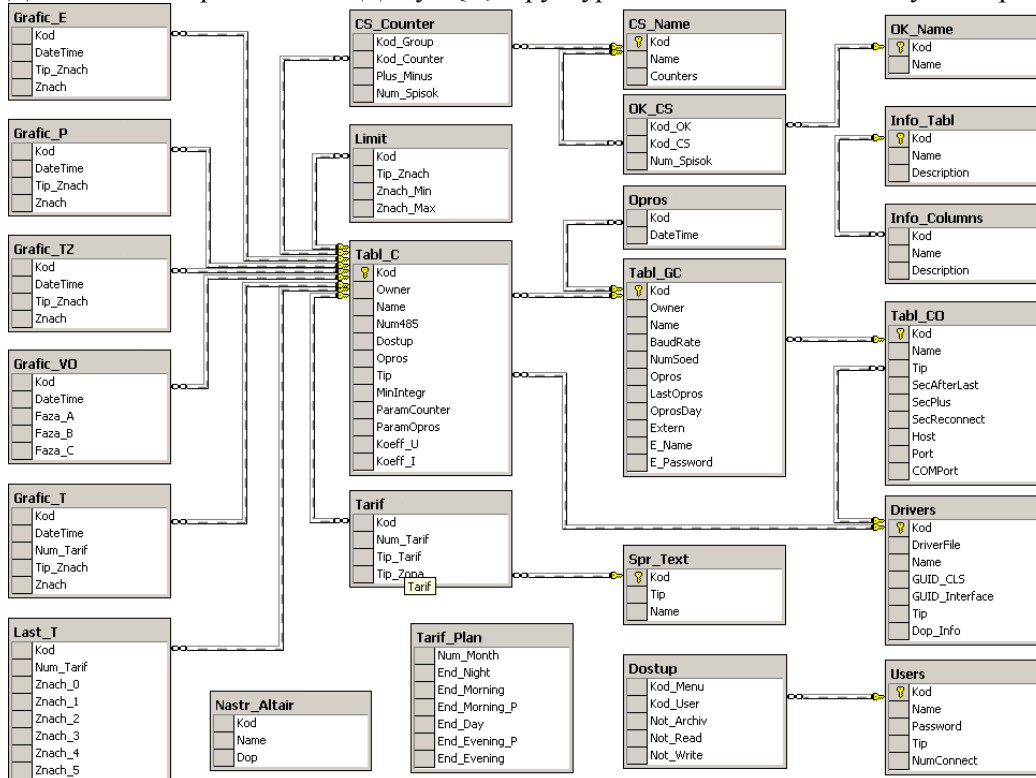 Grafic_E
Kod
DateTime
Tip_Znach
Znach
Grafic_P
Kod
DateTime
Tip_Znach
Znach
Grafic_TZ
Kod
DateTime
Tip_Znach
Znach
Grafic_VO
Kod
DateTime
Faza_A
Faza_B
Faza_C
Grafic_T
Kod
DateTime
Num_Tarif
Tip_Znach
Znach
Last_T
Kod
Num_Tarif
Znach_0
Znach_1
Znach_2
Znach_3
Znach_4
Znach_5
Nastr_Altair
Kod
Name
Dop
CS_Counter
Kod_Group
Kod_Counter
Plus_Minus
Num_Spisok
Limit
Kod
Tip_Znach
Znach_Min
Znach_Max
Tabl_C
Kod
Owner
Name
Num485
Dostup
Opros
Tip
MinIntegr
ParamCounter
ParamOpros
Koeff_U
Koeff_I
Tarif
Kod
Num_Tarif
Tip_Tarif
Tip_Zona
Tarif
Tarif_Plan
Num_Month
End_Night
End_Morning
End_Morning_P
End_Day
End_Evening_P
End_Evening
CS_Name
Kod
Name
Counters
OK_CS
Kod_OK
Kod_CS
Num_Spisok
Opros
Kod
DateTime
Tabl_GC
Kod
Owner
Name
BaudRate
NumSoed
Opros
LastOpros
OprosDay
Extern
E_Name
E_Password
Spr_Text
Kod
Tip
Name
Dostup
Kod_Menu
Kod_User
Not_Archiv
Not_Read
Not_Write
OK_Name
Kod
Name
Info_Tabl
Kod
Name
Description
Info_Columns
Kod
Name
Description
Tabl_CO
Kod
Name
Tip
SecAfterLast
SecPlus
SecReconnect
Host
Port
COMPort
Drivers
Kod
DriverFile
Name
GUID_CLS
GUID_Interface
Tip
Dop_Info
Users
Kod
Name
Password
Tip
NumConnect